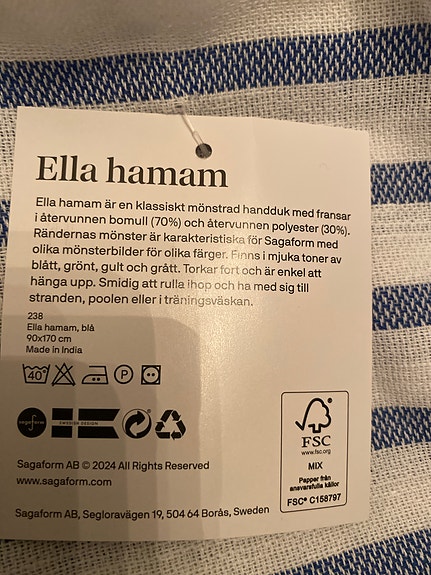 Ella hamam
Ella hamam är en klassiskt mönstrad handduk med fransar
i återvunnen bomull (70%) och återvunnen polyester (30%).
Rändernas mönster är karakteristiska för Sagaform med
olika mönsterbilder för olika färger. Finns i mjuka toner av
blått, grönt, gult och grått. Torkar fort och är enkel att
hänga upp. Smidig att rulla ihop och ha med sig till
stranden, poolen eller i träningsväskan.
238
Ella hamam, blå
90x170 cm
Made in India
40° P
sagaform SWEDISH DESIGN
FSC
www.fsc.org
MIX
Papper från
ansvarsfulla källor
FSC® C158797
Sagaform AB © 2024 All Rights Reserved
www.sagaform.com
Sagaform AB, Segloravägen 19, 504 64 Borås, Sweden